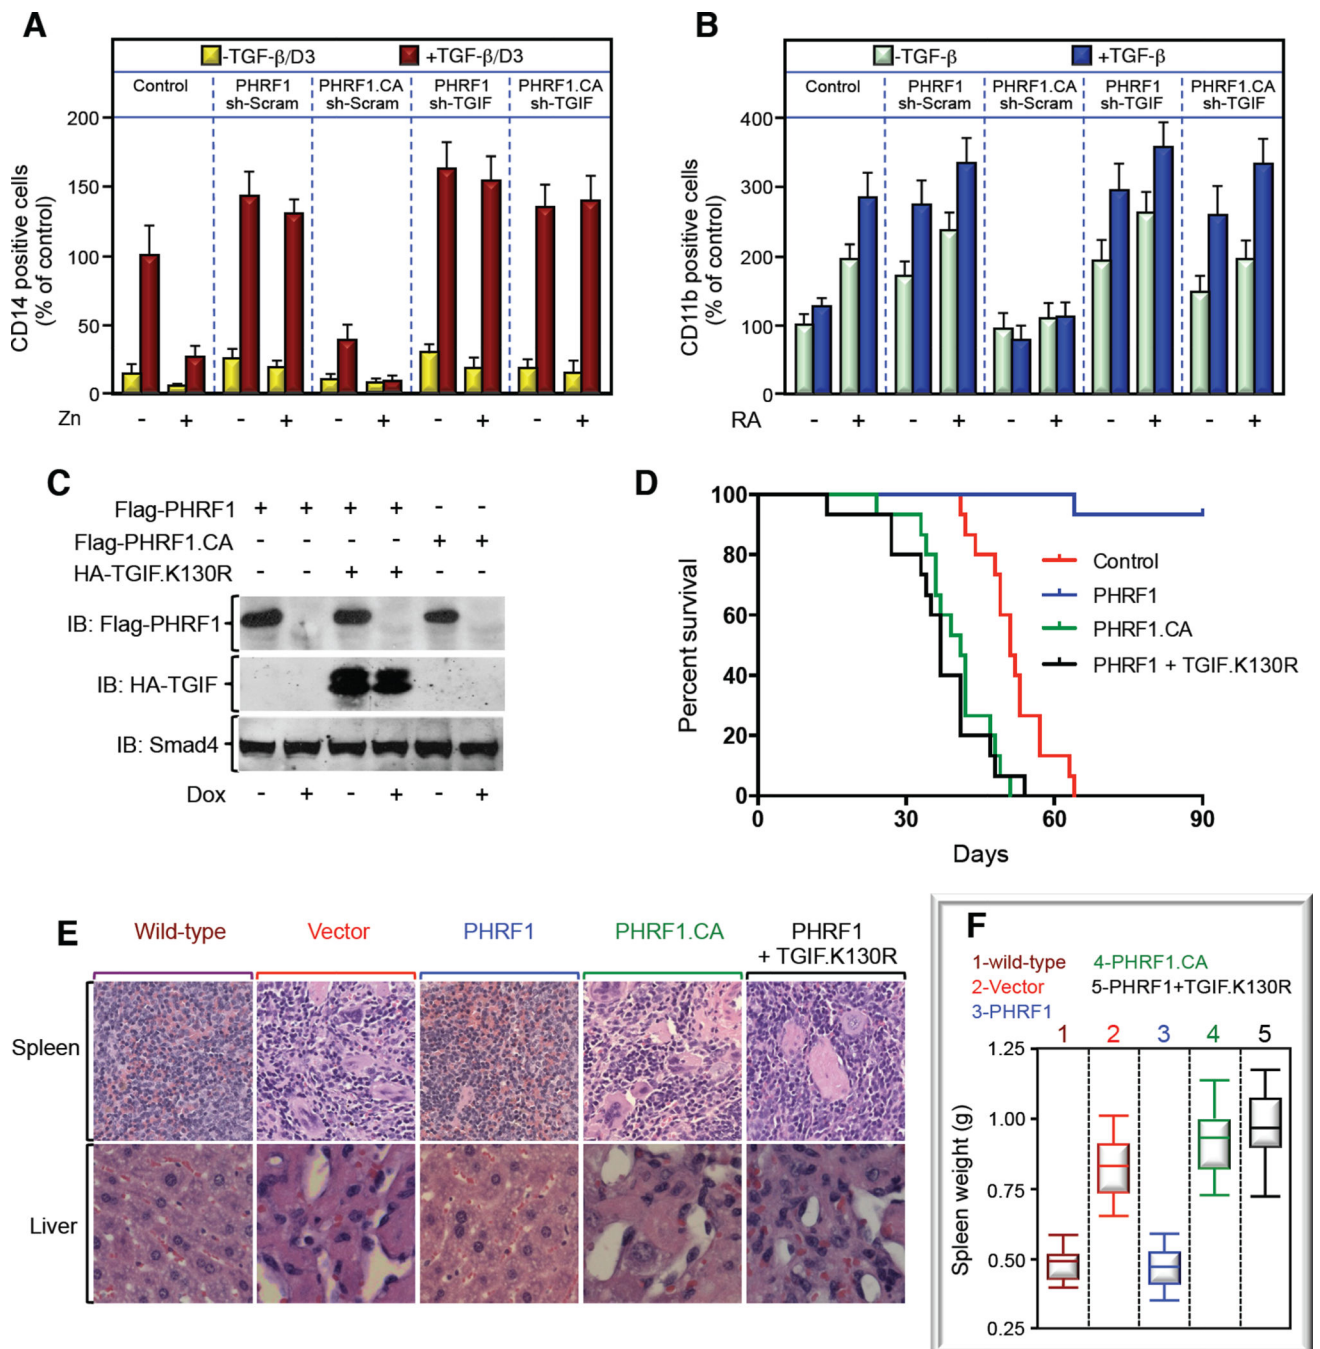 A
-TGF-β/D3 +TGF-β/D3
Control PHRF1 PHRF1.CA PHRF1 PHRF1.CA
sh-Scram sh-Scram sh-TGIF sh-TGIF
CD14 positive cells
(% of control)
200
150
100
50
0
Zn - + - + - + - + - +
B
-TGF-β +TGF-β
Control PHRF1 PHRF1.CA PHRF1 PHRF1.CA
sh-Scram sh-Scram sh-TGIF sh-TGIF
CD11b positive cells
(% of control)
400
300
200
100
0
RA - + - + - + - + - +
C
Flag-PHRF1 + + + + - -
Flag-PHRF1.CA - - - - + +
HA-TGIF.K130R - - + + - -
IB: Flag-PHRF1
IB: HA-TGIF
IB: Smad4
Dox - + - + - +
D
Percent survival
100
80
60
40
20
0
0 30 60 90
Days
Control
PHRF1
PHRF1.CA
PHRF1 + TGIF.K130R
E
Wild-type Vector PHRF1 PHRF1.CA PHRF1
+ TGIF.K130R
Spleen
Liver
F
1-wild-type 4-PHRF1.CA
2-Vector 5-PHRF1+TGIF.K130R
3-PHRF1
1 2 3 4 5
Spleen weight (g)
1.25
1.00
0.75
0.50
0.25